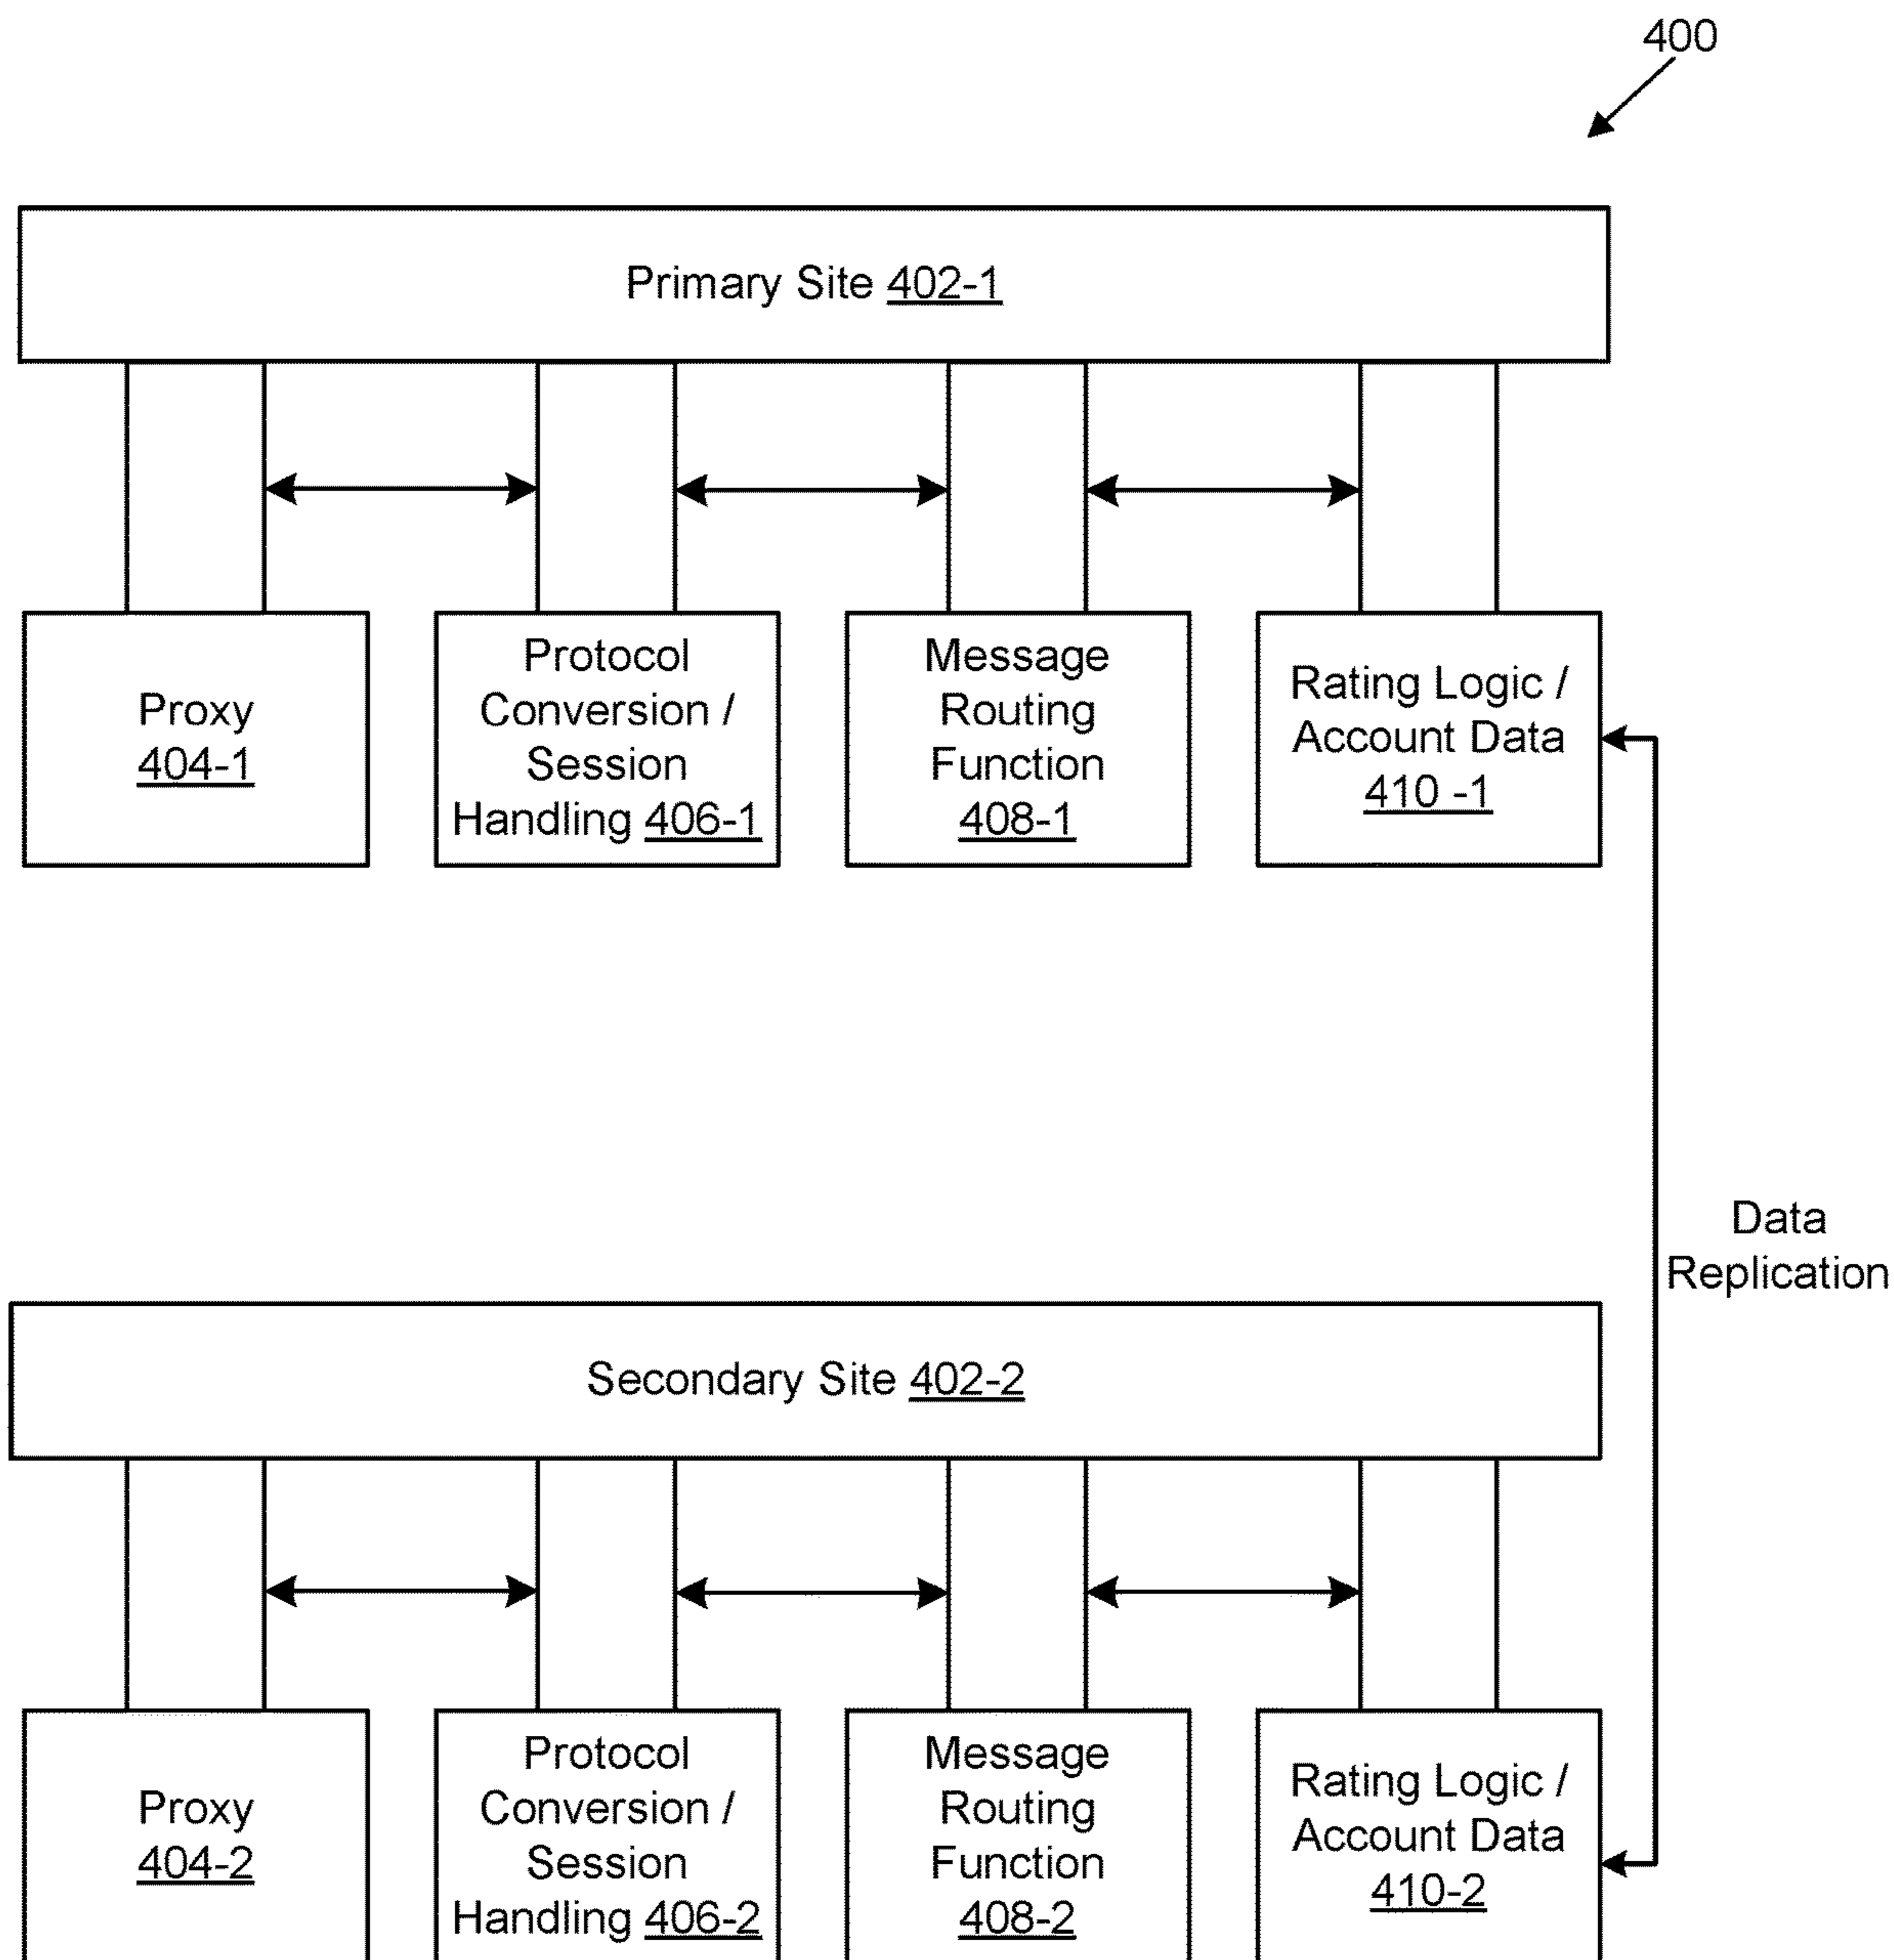 400
Primary Site 402-1
Proxy
404-1
Protocol
Conversion /
Session
Handling 406-1
Message
Routing
Function
408-1
Rating Logic /
Account Data
410 -1
Data
Replication
Secondary Site 402-2
Proxy
404-2
Protocol
Conversion /
Session
Handling 406-2
Message
Routing
Function
408-2
Rating Logic /
Account Data
410-2